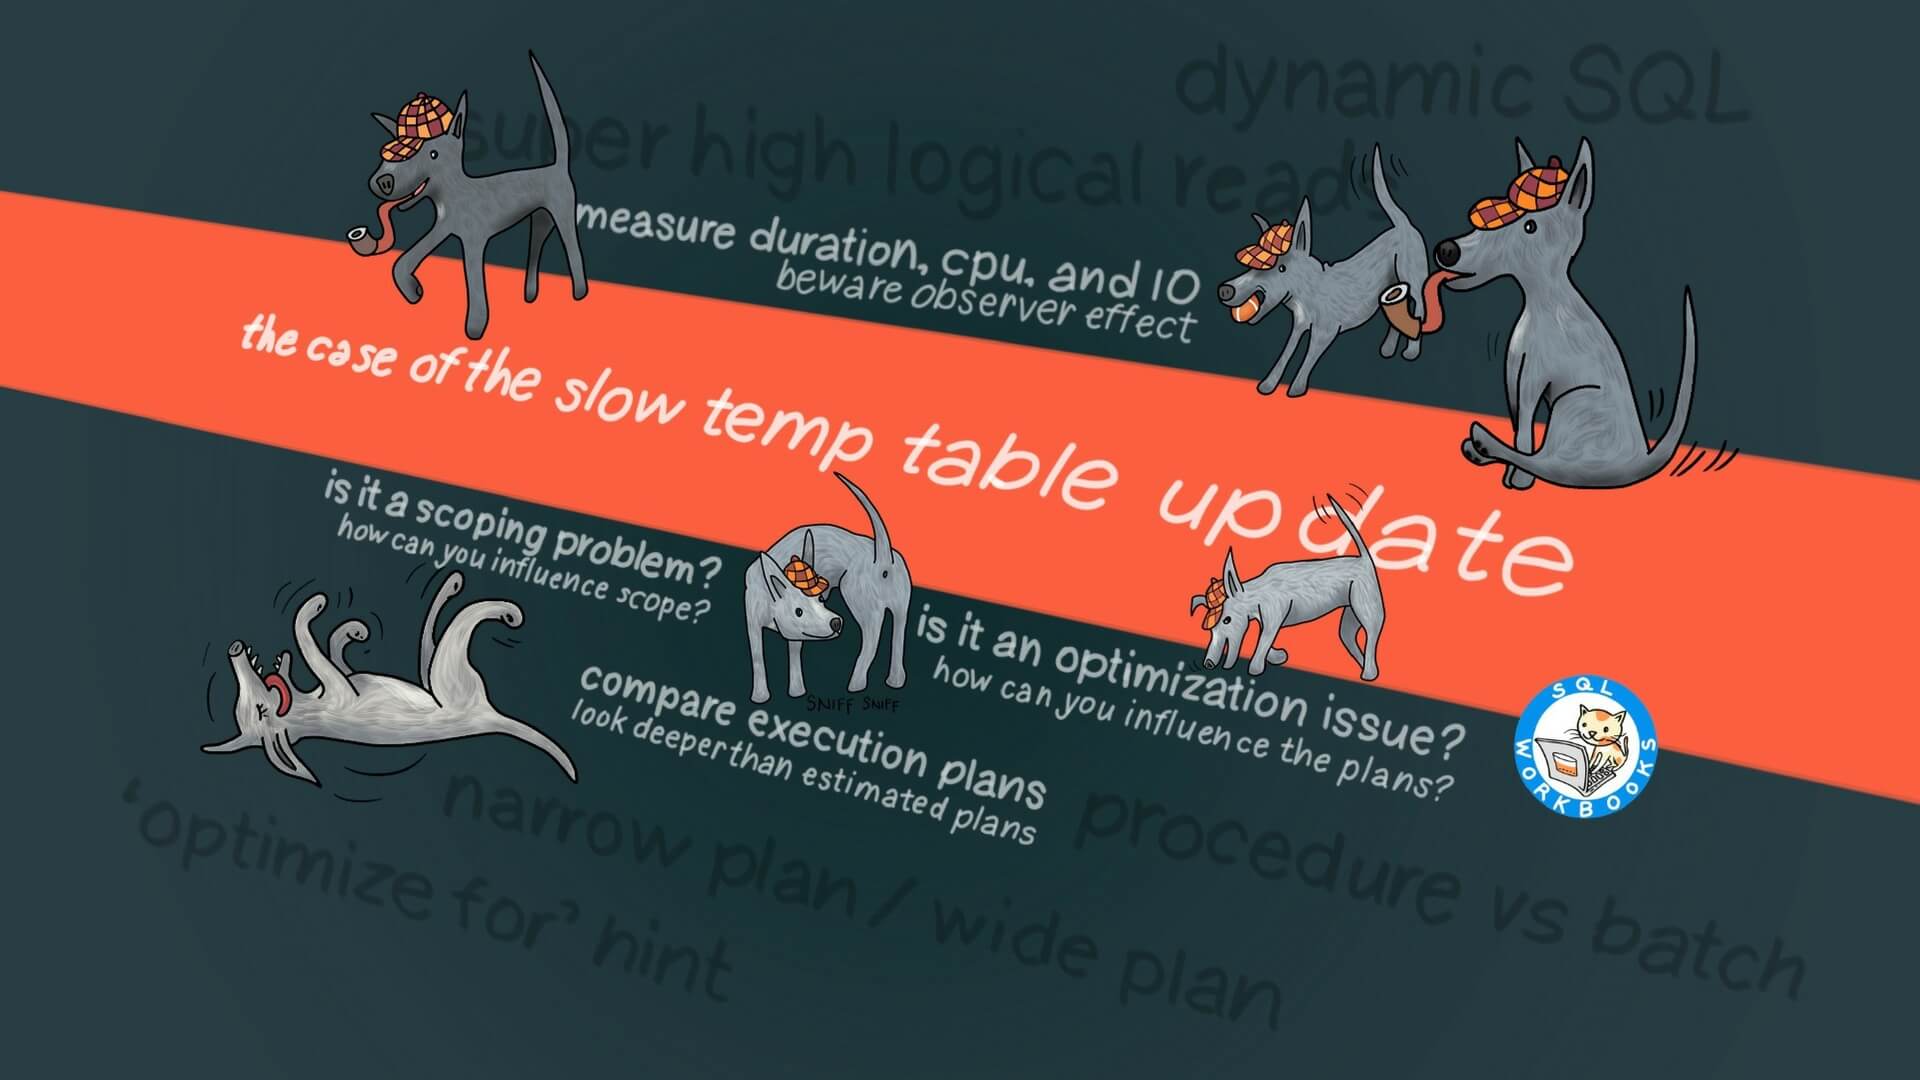 dynamic SQL
super high logical reads
measure duration, cpu, and IO
beware observer effect
the case of the slow temp table update
is it a scoping problem?
how can you influence scope?
is it an optimization issue?
how can you influence the plans?
SNIFF SNIFF
compare execution plans
look deeper than estimated plans
SQL
WORKBOOKS
narrow plan / wide plan
procedure vs batch
'optimize for' hint